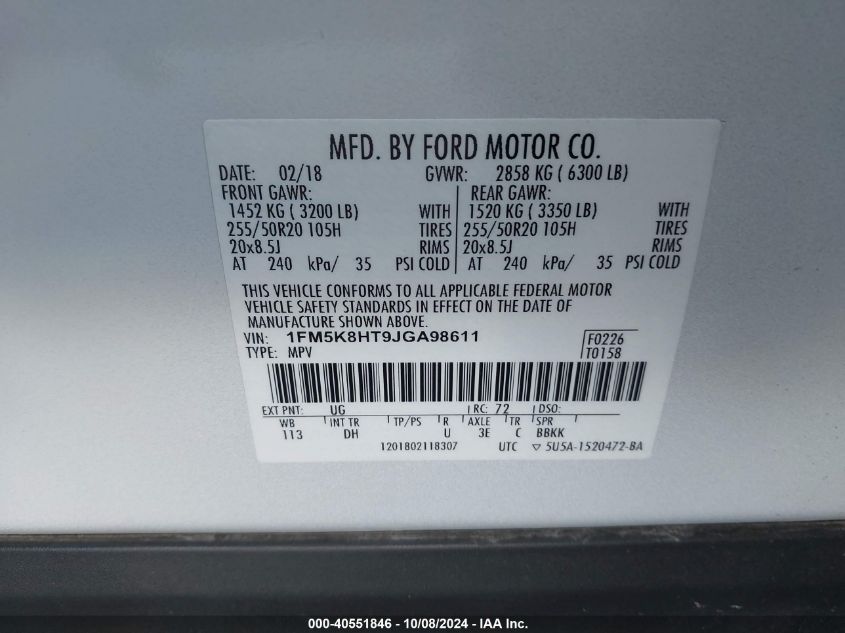 MFD. BY FORD MOTOR CO.
DATE: 02/18 GVWR: 2858 KG ( 6300 LB)
FRONT GAWR: REAR GAWR:
1452 KG ( 3200 LB) WITH 1520 KG ( 3350 LB) WITH
255/50R20 105H TIRES 255/50R20 105H TIRES
20x8.5J RIMS 20x8.5J RIMS
AT 240 kPa/ 35 PSI COLD AT 240 kPa/ 35 PSI COLD
THIS VEHICLE CONFORMS TO ALL APPLICABLE FEDERAL MOTOR
VEHICLE SAFETY STANDARDS IN EFFECT ON THE DATE OF
MANUFACTURE SHOWN ABOVE.
VIN: 1FM5K8HT9JGA98611 F0226
TYPE: MPV T0158
EXT PNT: UG RC: 72 DSO:
WB INT TR TP/PS R AXLE TR SPR
113 DH U 3E C BBKK
1201802118307 UTC ▽ 5U5A-1520472-BA
000-40551846 - 10/08/2024 - IAA Inc.